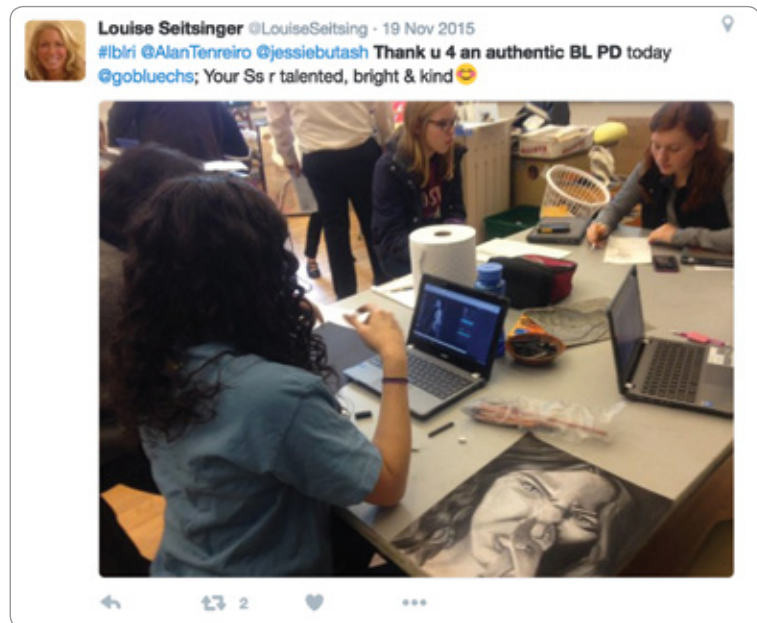 Louise Seitsinger @LouiseSeitsing · 19 Nov 2015
#lblri @AlanTenreiro @jessiebutash Thank u 4 an authentic BL PD today
@gobluechs; Your Ss r talented, bright & kind😊
2